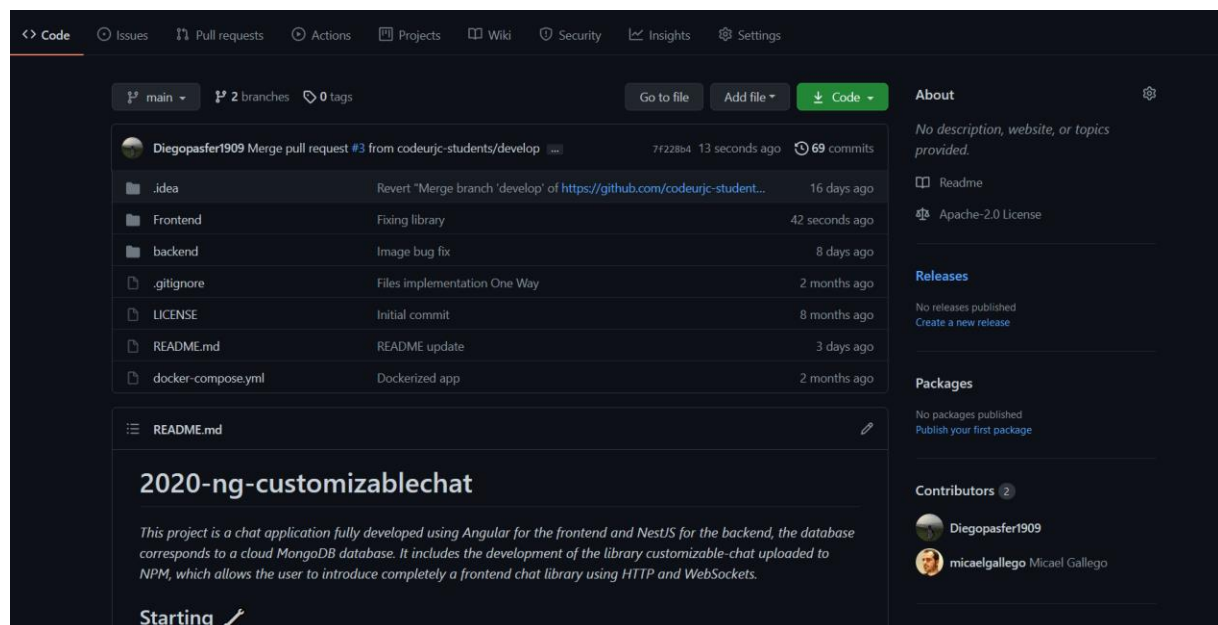 Code Issues Pull requests Actions Projects Wiki Security Insights Settings
main 2 branches 0 tags Go to file Add file Code
Diegopasfer1909 Merge pull request #3 from codeurjc-students/develop ... 7f228b4 13 seconds ago 69 commits
.idea Revert "Merge branch 'develop' of https://github.com/codeurjc-student... 16 days ago
Frontend Fixing library 42 seconds ago
backend Image bug fix 8 days ago
.gitignore Files implementation One Way 2 months ago
LICENSE Initial commit 8 months ago
README.md README update 3 days ago
docker-compose.yml Dockerized app 2 months ago
README.md
2020-ng-customizablechat
This project is a chat application fully developed using Angular for the frontend and NestJS for the backend, the database
corresponds to a cloud MongoDB database. It includes the development of the library customizable-chat uploaded to
NPM, which allows the user to introduce completely a frontend chat library using HTTP and WebSockets.
Starting
About
No description, website, or topics
provided.
Readme
Apache-2.0 License
Releases
No releases published
Create a new release
Packages
No packages published
Publish your first package
Contributors 2
Diegopasfer1909
micaelgallego Micael Gallego